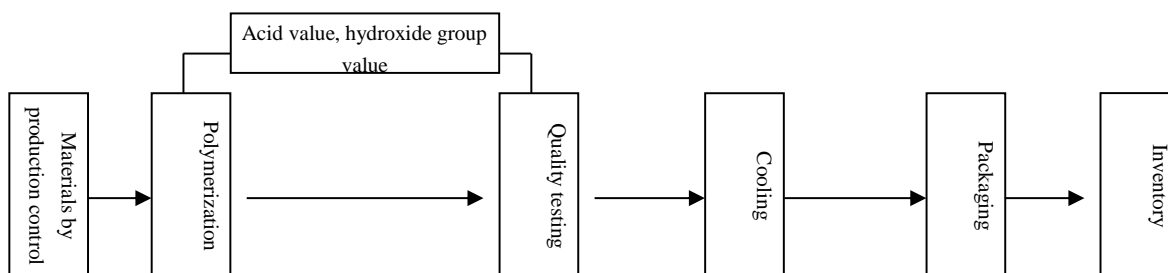 Acid value, hydroxide group
value
Materials by
production control
Polymerization
Quality testing
Cooling
Packaging
Inventory